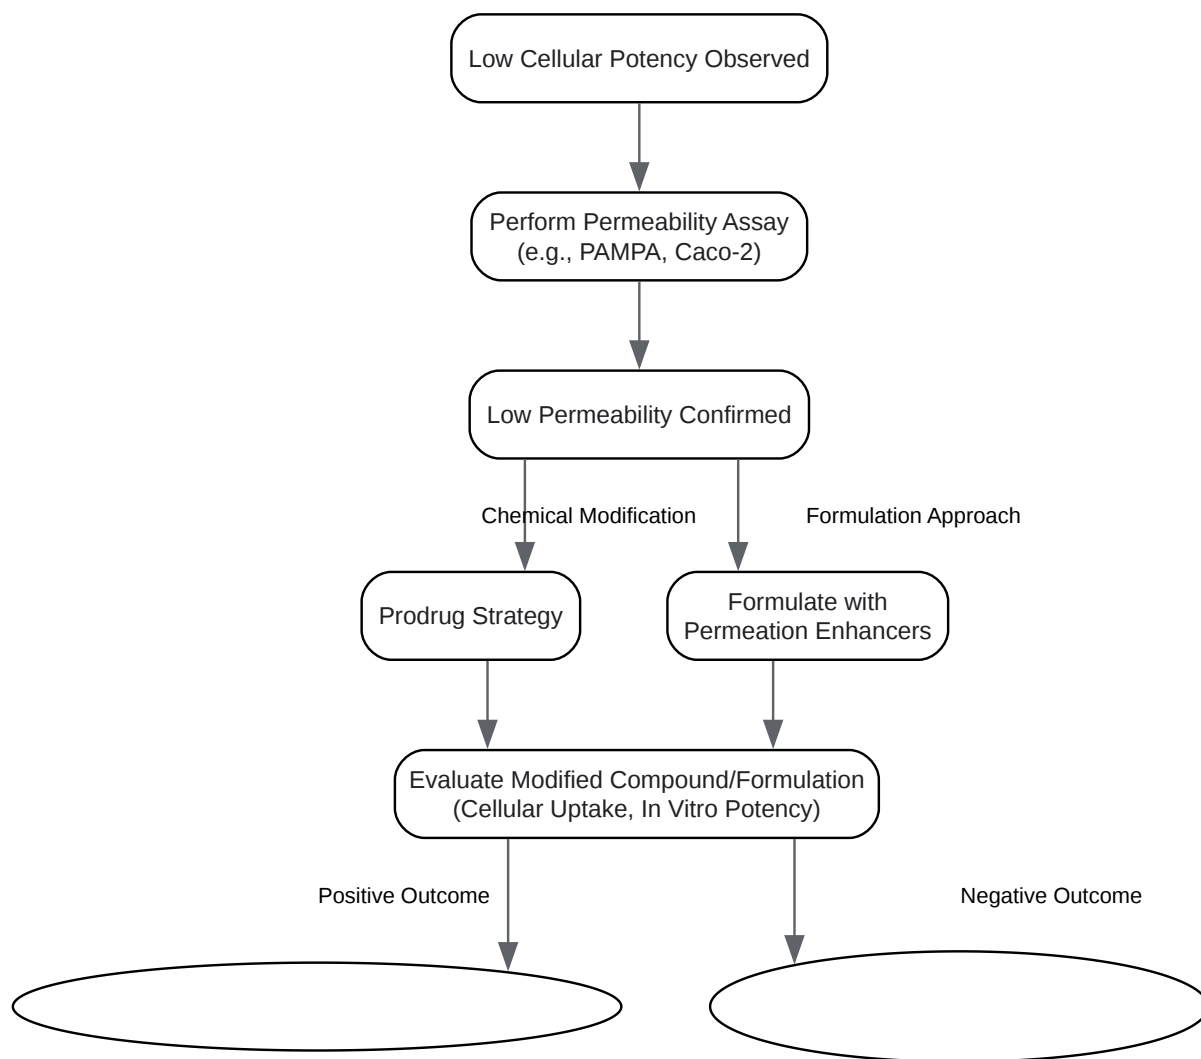 Low Cellular Potency Observed
Perform Permeability Assay
(e.g., PAMPA, Caco-2)
Low Permeability Confirmed
Chemical Modification
Formulation Approach
Prodrug Strategy
Formulate with
Permeation Enhancers
Evaluate Modified Compound/Formulation
(Cellular Uptake, In Vitro Potency)
Positive Outcome
Negative Outcome